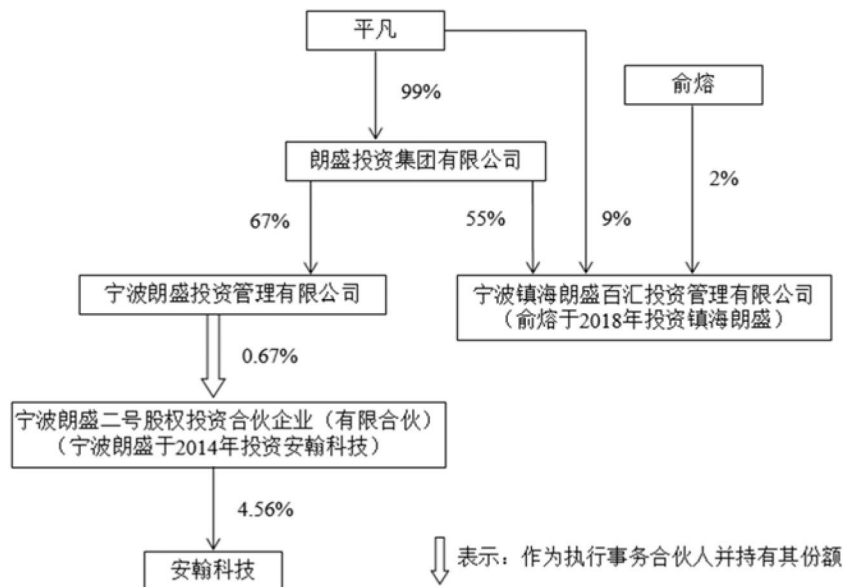 平凡
俞熔
99%
朗盛投资集团有限公司
2%
67%
55%
9%
宁波朗盛投资管理有限公司
宁波镇海朗盛百汇投资管理有限公司
（俞熔于2018年投资镇海朗盛）
0.67%
宁波朗盛二号股权投资合伙企业（有限合伙）
（宁波朗盛于2014年投资安翰科技）
4.56%
表示：作为执行事务合伙人并持有其份额
安翰科技